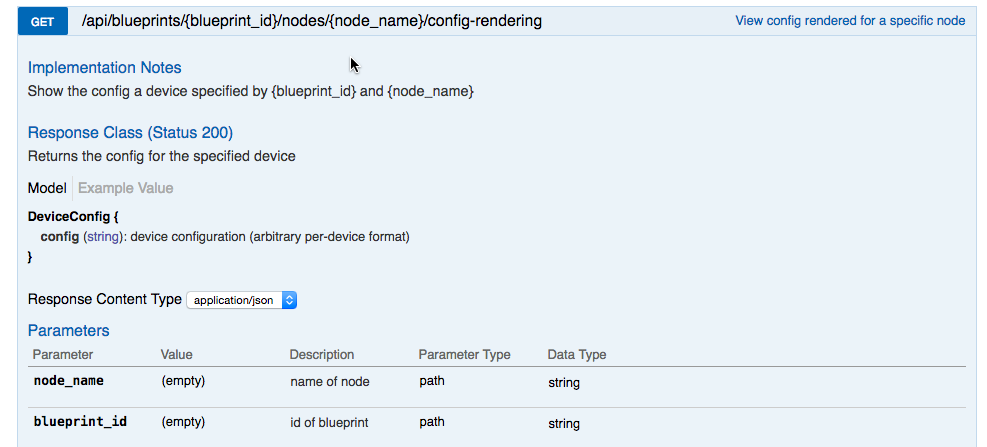 GET /api/blueprints/{blueprint_id}/nodes/{node_name}/config-rendering View config rendered for a specific node
Implementation Notes
Show the config a device specified by {blueprint_id} and {node_name}
Response Class (Status 200)
Returns the config for the specified device
Model Example Value
DeviceConfig {
config (string): device configuration (arbitrary per-device format)
}
Response Content Type application/json
Parameters
Parameter Value Description Parameter Type Data Type
node_name (empty) name of node path string
blueprint_id (empty) id of blueprint path string